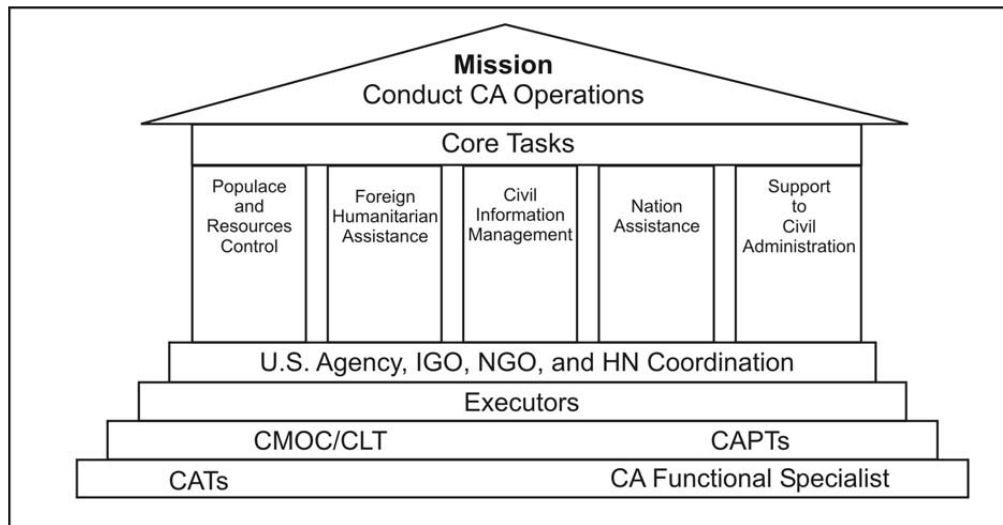 Mission
Conduct CA Operations
Core Tasks
Populace
and
Resources
Control
Foreign
Humanitarian
Assistance
Civil
Information
Management
Nation
Assistance
Support
to
Civil
Administration
U.S. Agency, IGO, NGO, and HN Coordination
Executors
CMOC/CLT CAPTs
CATs CA Functional Specialist